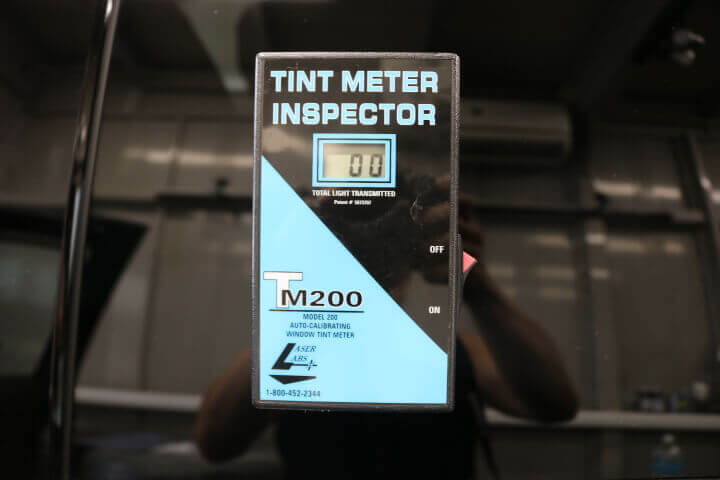 TINT METER
INSPECTOR
00
TOTAL LIGHT TRANSMITTED
OFF
TM200
ON
MODEL 200
AUTO-CALIBRATING
WINDOW TINT METER
LASER
LABS
1-800-452-2344